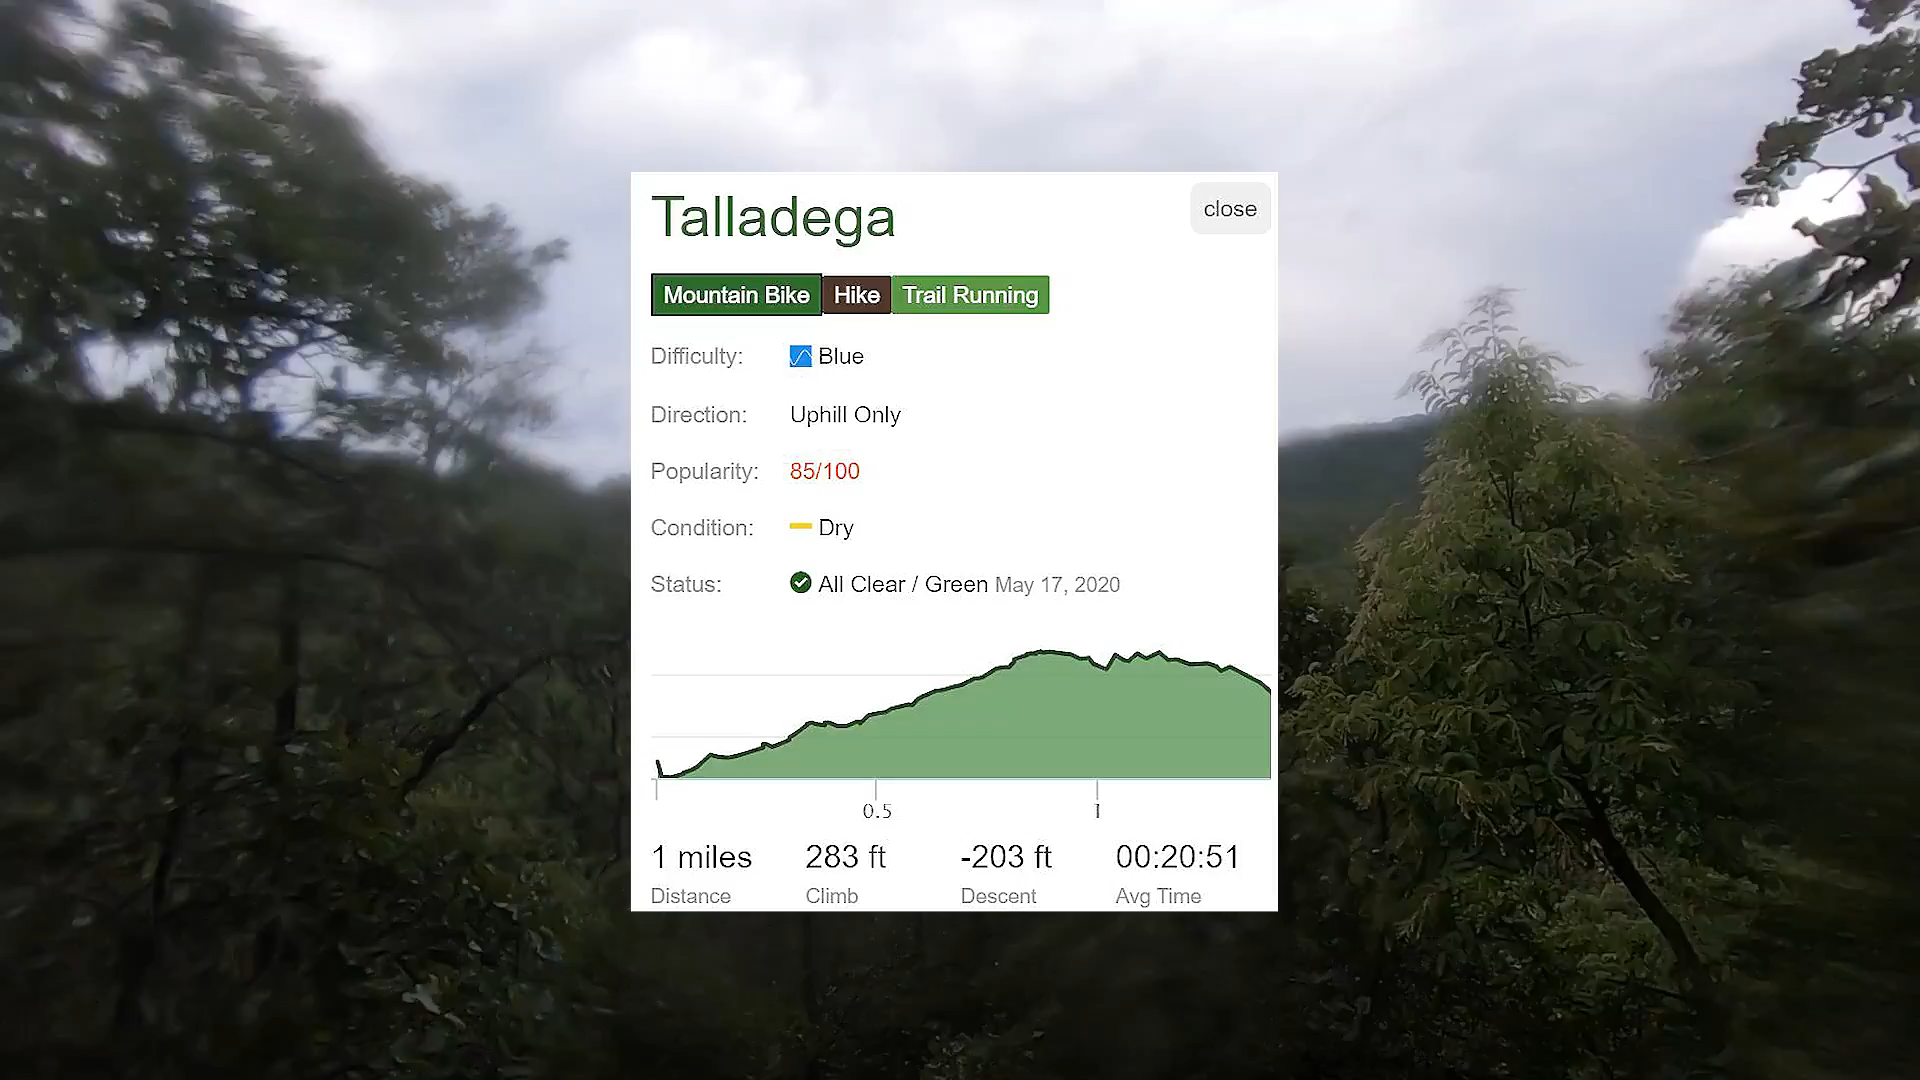 Talladega
close
Mountain Bike Hike Trail Running
Difficulty: Blue
Direction: Uphill Only
Popularity: 85/100
Condition: Dry
Status: All Clear / Green May 17, 2020
0.5 1
1 miles 283 ft -203 ft 00:20:51
Distance Climb Descent Avg Time